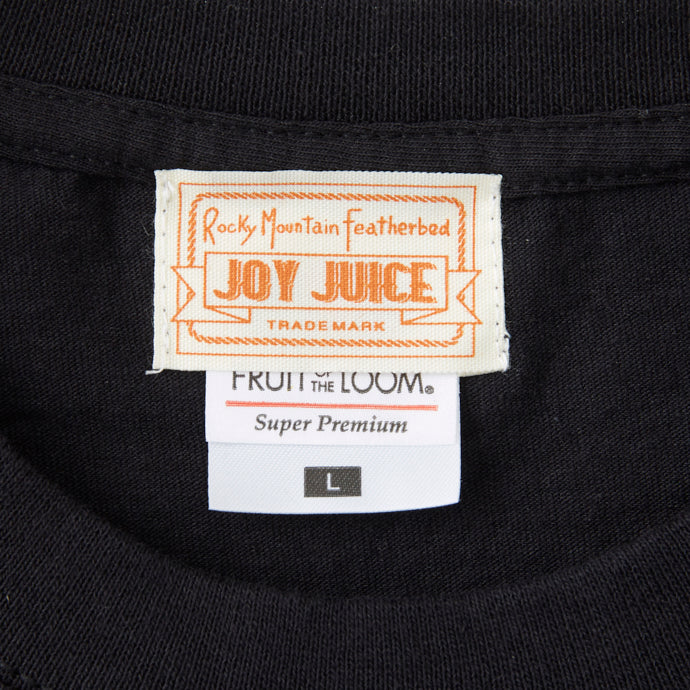 Rocky Mountain Featherbed
JOY JUICE
TRADE MARK
FRUIT OF THE LOOM®
Super Premium
L